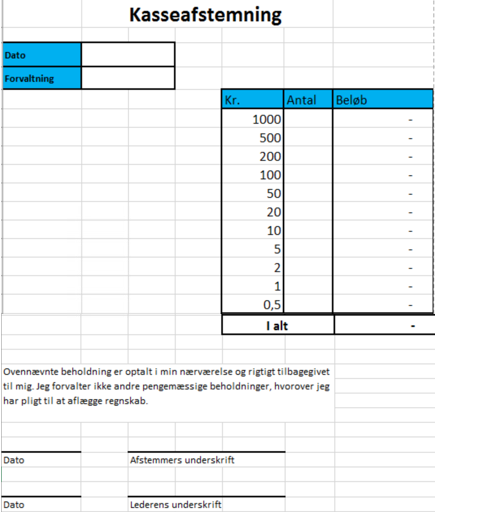 Kasseafstemning
Dato
Forvaltning
Kr. Antal Beløb
1000 -
500 -
200 -
100 -
50 -
20 -
10 -
5 -
2 -
1 -
0,5 -
I alt -
Ovennævnte beholdning er optalt i min nærværelse og rigtigt tilbagegivet
til mig. Jeg forvalter ikke andre pengemæssige beholdninger, hvorover jeg
har pligt til at aflægge regnskab.
Dato Afstemmers underskrift
Dato Lederens underskrift